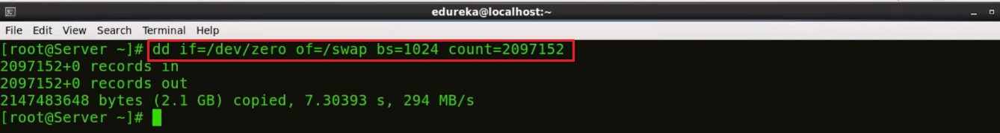 edureka@localhost:~
File Edit View Search Terminal Help
[root@Server ~]# dd if=/dev/zero of=/swap bs=1024 count=2097152
2097152+0 records in
2097152+0 records out
2147483648 bytes (2.1 GB) copied, 7.30393 s, 294 MB/s
[root@Server ~]#